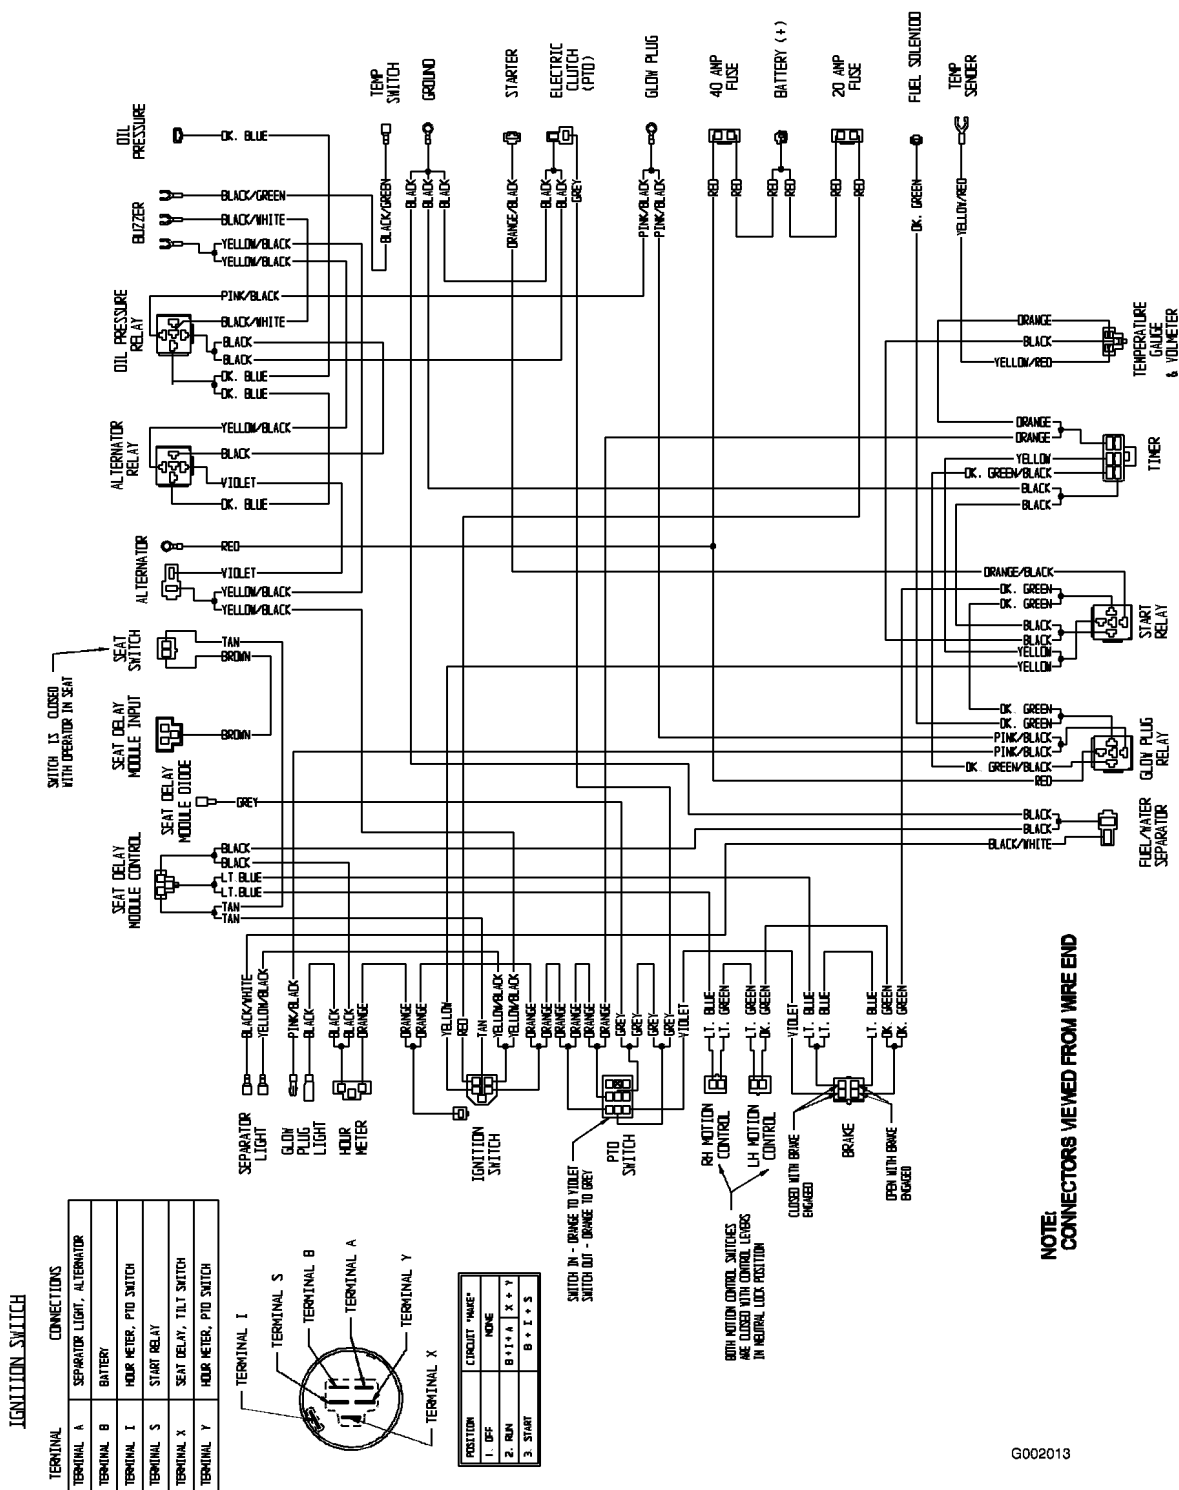 OIL
PRESSURE
BUZZER
OIL PRESSURE
RELAY
ALTERNATOR
RELAY
ALTERNATOR
SEAT
SWITCH
SWITCH IS CLOSED
WITH OPERATOR IN SEAT
SEAT DELAY
MODULE INPUT
SEAT DELAY
MODULE DIODE
SEAT DELAY
MODULE CONTROL
DK. BLUE
BLACK/GREEN
BLACK/WHITE
YELLOW/BLACK
YELLOW/BLACK
PINK/BLACK
BLACK/WHITE
BLACK
BLACK
DK. BLUE
DK. BLUE
YELLOW/BLACK
BLACK
VIOLET
DK. BLUE
RED
VIOLET
YELLOW/BLACK
YELLOW/BLACK
TAN
BROWN
BROWN
GREY
BLACK
BLACK
LT.BLUE
LT.BLUE
TAN
TAN
TEMP
SWITCH
GROUND
STARTER
ELECTRIC
CLUTCH
(PTO)
GLOW PLUG
40 AMP
FUSE
BATTERY (+)
20 AMP
FUSE
FUEL SOLENIOD
TEMP
SENDER
BLACK/GREEN
BLACK
BLACK
BLACK
ORANGE/BLACK
BLACK
BLACK
GREY
PINK/BLACK
PINK/BLACK
RED
RED
RED
RED
RED
RED
DK. GREEN
YELLOW/RED
ORANGE
BLACK
YELLOW/RED
TEMPERATURE
GAUGE
& VOLMETER
ORANGE
ORANGE
YELLOW
DK. GREEN/BLACK
BLACK
BLACK
TIMER
ORANGE/BLACK
DK. GREEN
DK. GREEN
BLACK
BLACK
YELLOW
YELLOW
START
RELAY
DK. GREEN
DK. GREEN
PINK/BLACK
PINK/BLACK
DK. GREEN/BLACK
RED
GLOW PLUG
RELAY
BLACK
BLACK
BLACK/WHITE
FUEL/WATER
SEPARATOR
BLACK/WHITE
YELLOW/BLACK
PINK/BLACK
BLACK
BLACK
BLACK
ORANGE
ORANGE
ORANGE
YELLOW
RED
TAN
YELLOW/BLACK
YELLOW/BLACK
ORANGE
ORANGE
ORANGE
ORANGE
ORANGE
ORANGE
GREY
GREY
GREY
GREY
VIOLET
LT. BLUE
LT. GREEN
LT. GREEN
DK. GREEN
VIOLET
LT. BLUE
LT. BLUE
LT. BLUE
DK. GREEN
DK. GREEN
SEPARATOR
LIGHT
GLOW
PLUG
LIGHT
HOUR
METER
IGNITION
SWITCH
PTO
SWITCH
SWITCH IN - ORANGE TO VIOLET
SWITCH OUT - ORANGE TO GREY
RH MOTION
CONTROL
LH MOTION
CONTROL
BOTH MOTION CONTROL SWITCHES
ARE CLOSED WITH CONTROL LEVERS
IN NEUTRAL LOCK POSITION
CLOSED WITH BRAKE
ENGAGED
BRAKE
OPEN WITH BRAKE
ENGAGED
NOTE:
CONNECTORS VIEWED FROM WIRE END
IGNITION SWITCH
TERMINAL CONNECTIONS
TERMINAL A SEPARATOR LIGHT, ALTERNATOR
TERMINAL B BATTERY
TERMINAL I HOUR METER, PTO SWITCH
TERMINAL S START RELAY
TERMINAL X SEAT DELAY, TILT SWITCH
TERMINAL Y HOUR METER, PTO SWITCH
TERMINAL I
TERMINAL S
TERMINAL B
TERMINAL A
TERMINAL Y
TERMINAL X
POSITION CIRCUIT "MAKE"
1. OFF NONE
2. RUN B + I + A X + Y
3. START B + I + S
G002013